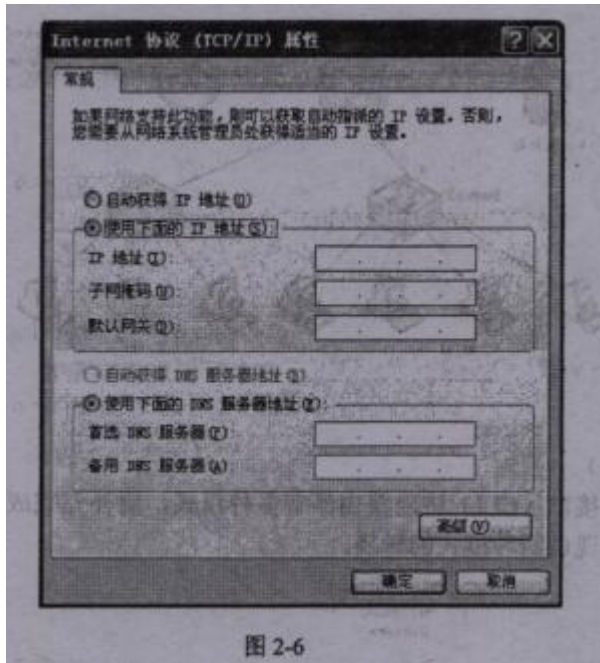 Internet 协议 (TCP/IP) 属性
常规
如果网络支持此功能，则可以获取自动指派的 IP 设置。否则，
您需要从网络系统管理员处获得适当的 IP 设置。
自动获得 IP 地址(O)
使用下面的 IP 地址(S):
IP 地址(I):
子网掩码(U):
默认网关(D):
自动获得 DNS 服务器地址(B)
使用下面的 DNS 服务器地址(E):
首选 DNS 服务器(P):
备用 DNS 服务器(A):
高级(V)...
确定
取消
图 2-6